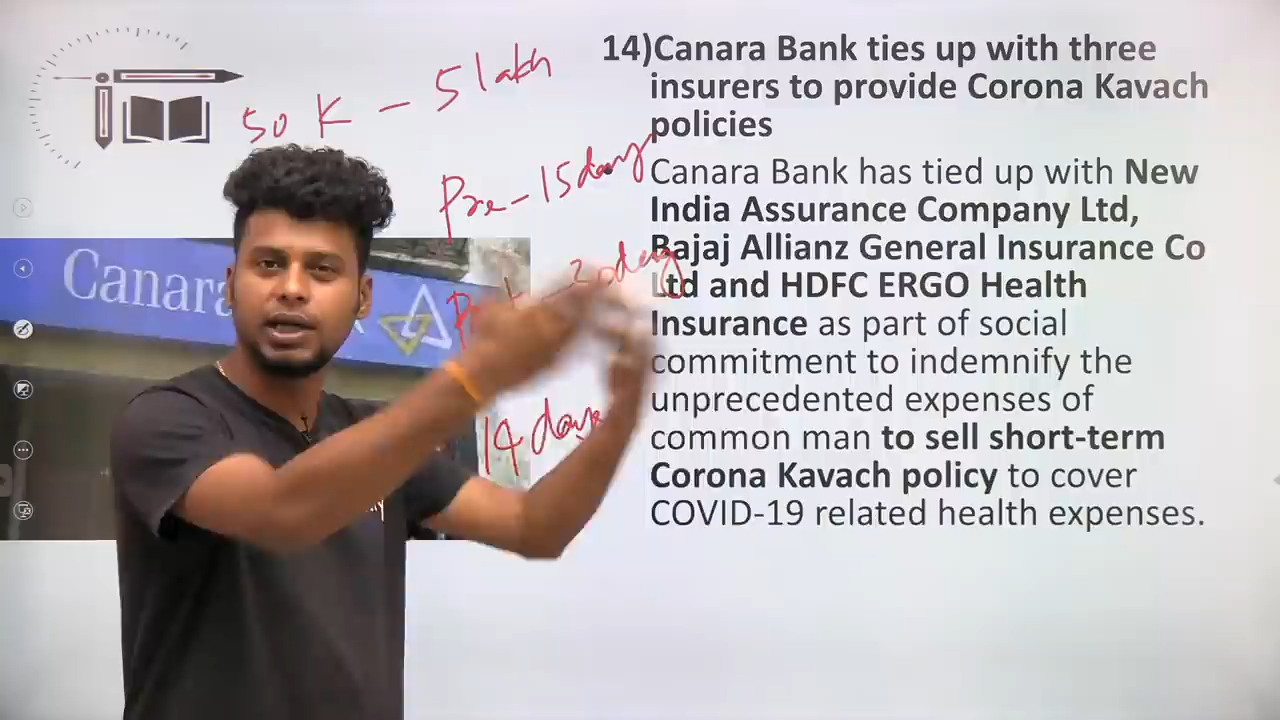 50 K - 5 lakh
Pre - 15 days
30 days
14 days
Canara
14)Canara Bank ties up with three
insurers to provide Corona Kavach
policies
Canara Bank has tied up with New
India Assurance Company Ltd,
Bajaj Allianz General Insurance Co
Ltd and HDFC ERGO Health
Insurance as part of social
commitment to indemnify the
unprecedented expenses of
common man to sell short-term
Corona Kavach policy to cover
COVID-19 related health expenses.